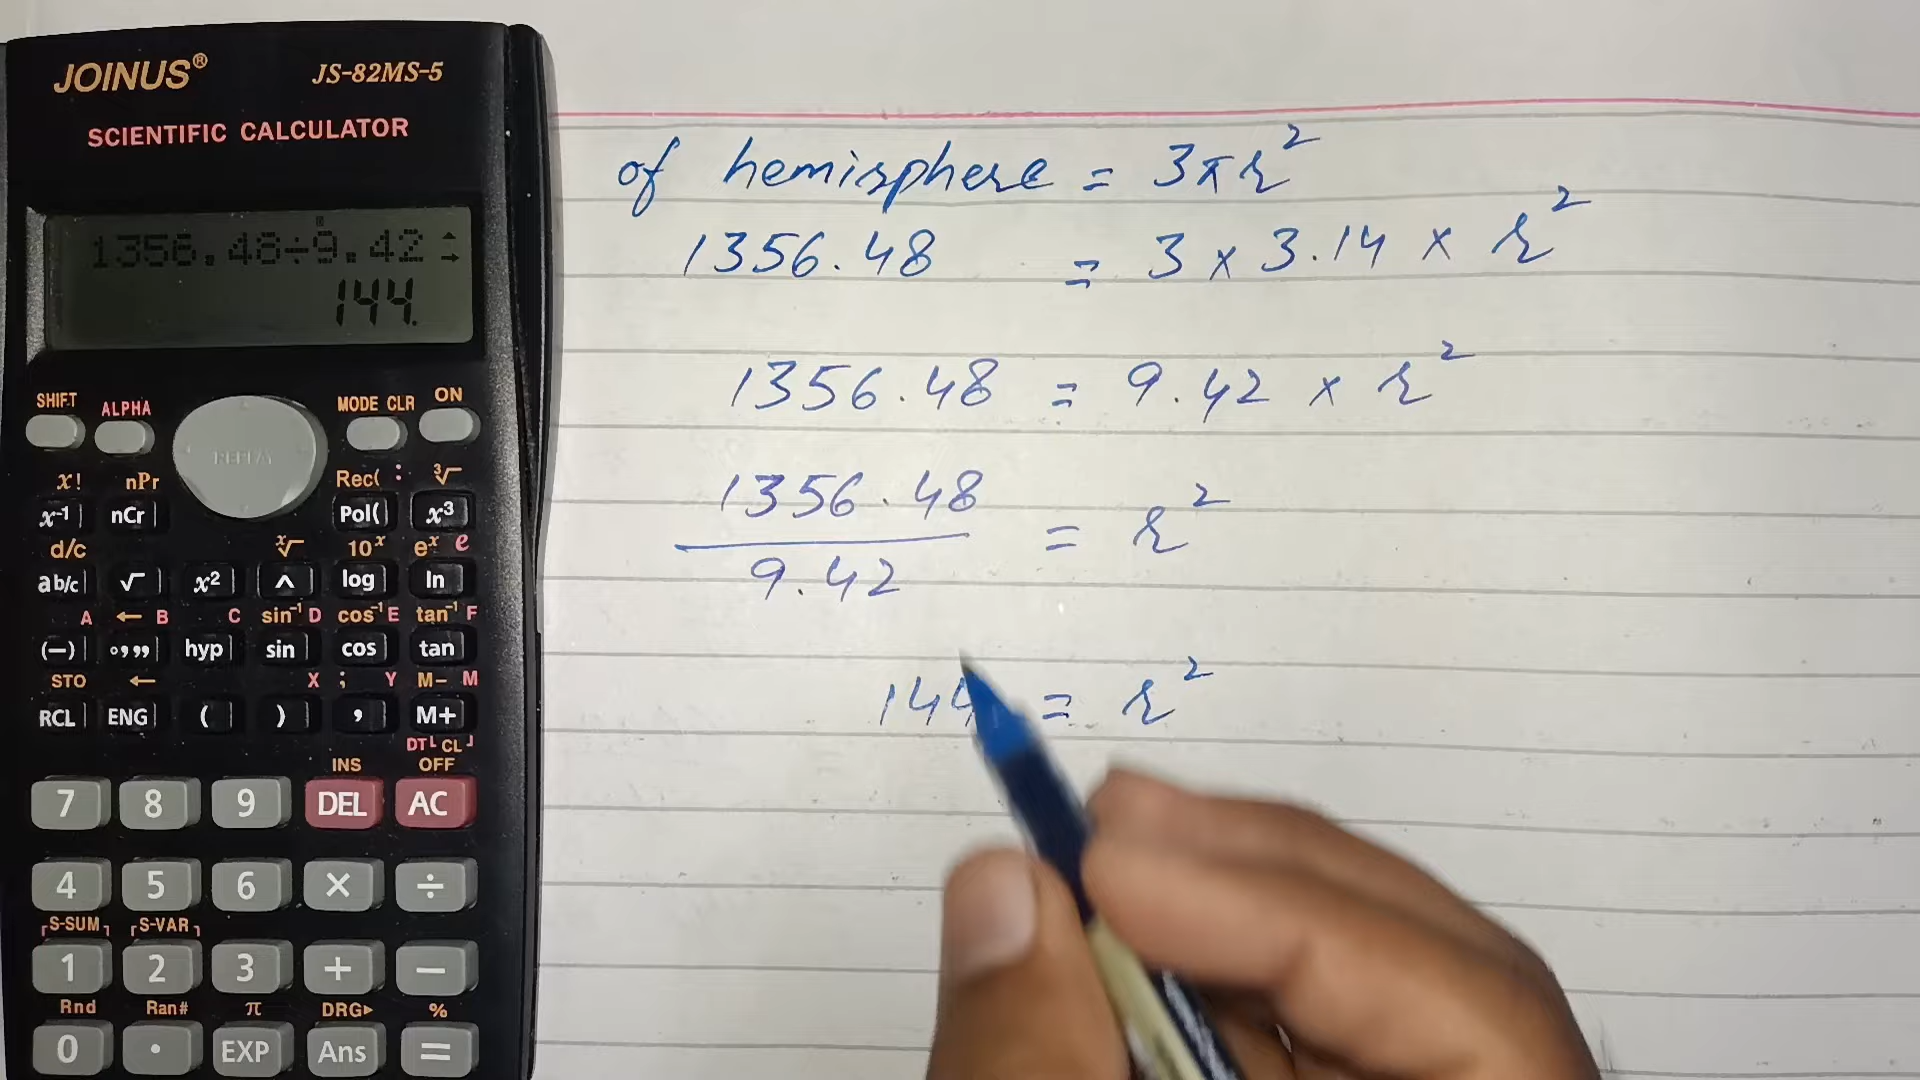 JOINUS® JS-82MS-5
SCIENTIFIC CALCULATOR
1356.48÷9.42
144.
SHIFT ALPHA MODE CLR ON
REPLAY
x! nPr Rec( : ³√
x⁻¹ nCr Pol( x³
d/c ˣ√ 10ˣ eˣ e
ab/c √ x² ^ log ln
A ← B C sin⁻¹ D cos⁻¹ E tan⁻¹ F
(−) °,,, hyp sin cos tan
STO ← X ; Y M− M
RCL ENG ( ) , M+
DT CL
INS OFF
7 8 9 DEL AC
4 5 6 × ÷
S-SUM S-VAR
1 2 3 + −
Rnd Ran# π DRG▸ %
0 . EXP Ans =
of hemisphere = 3πr²
1356.48 = 3 × 3.14 × r²
1356.48 = 9.42 × r²
1356.48
9.42
= r²
144 = r²